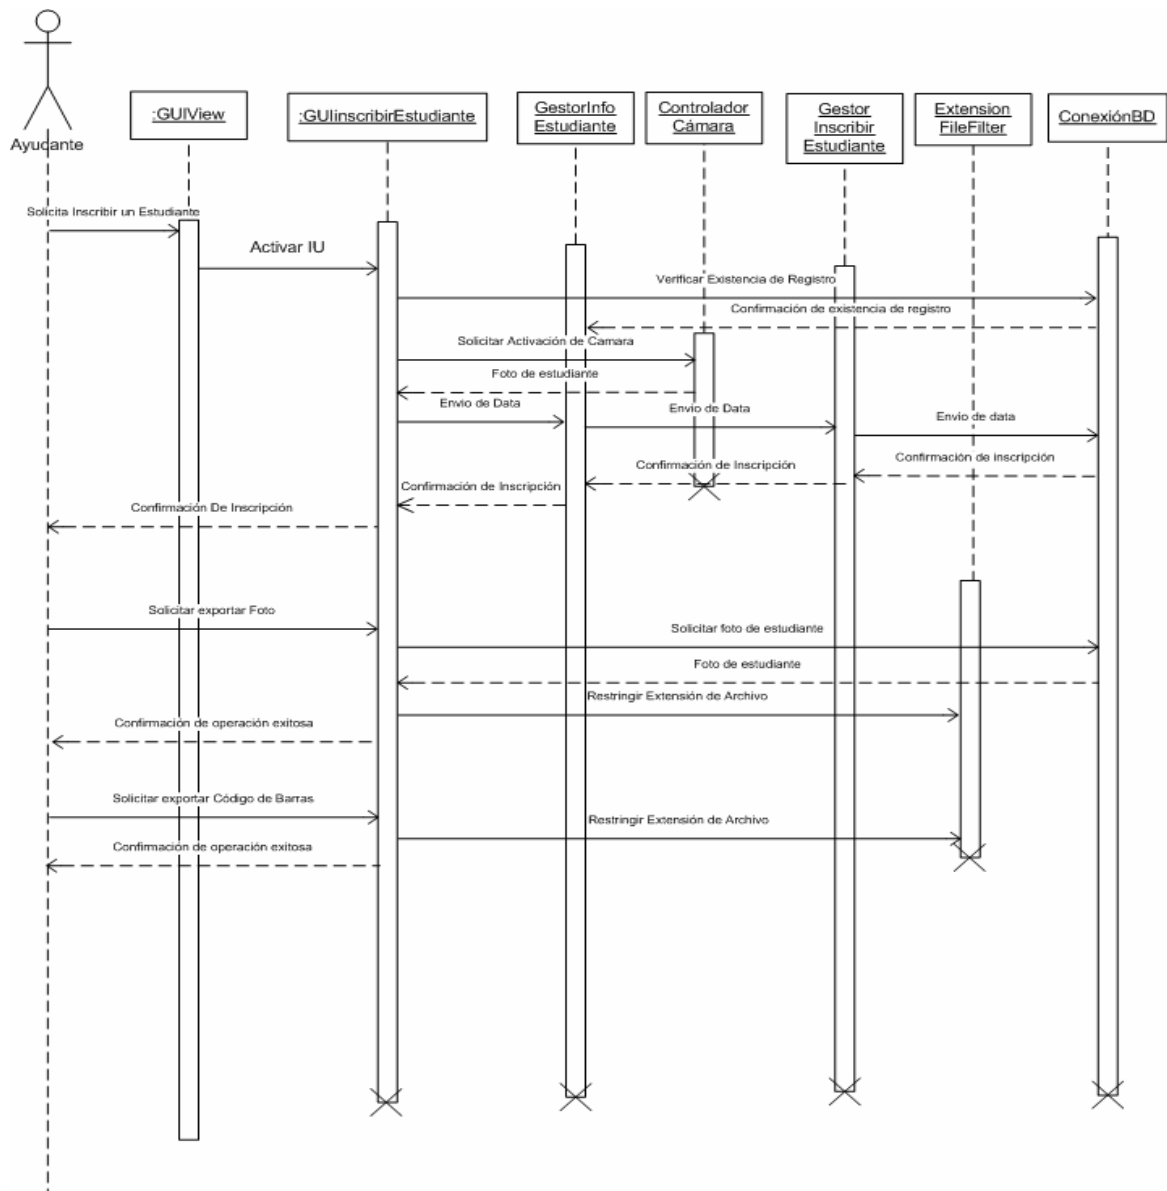 :GUIView
:GUIinscribirEstudiante
GestorInfo
Estudiante
Controlador
Cámara
Gestor
Inscribir
Estudiante
Extension
FileFilter
ConexiónBD
Ayudante
Solicita Inscribir un Estudiante
Activar IU
Verificar Existencia de Registro
Confirmación de existencia de registro
Solicitar Activación de Camara
Foto de estudiante
Envio de Data
Envio de Data
Envio de data
Confirmación de inscripción
Confirmación de Inscripción
Confirmación de Inscripción
Confirmación De Inscripción
Solicitar exportar Foto
Solicitar foto de estudiante
Foto de estudiante
Restringir Extensión de Archivo
Confirmación de operación exitosa
Solicitar exportar Código de Barras
Restringir Extensión de Archivo
Confirmación de operación exitosa